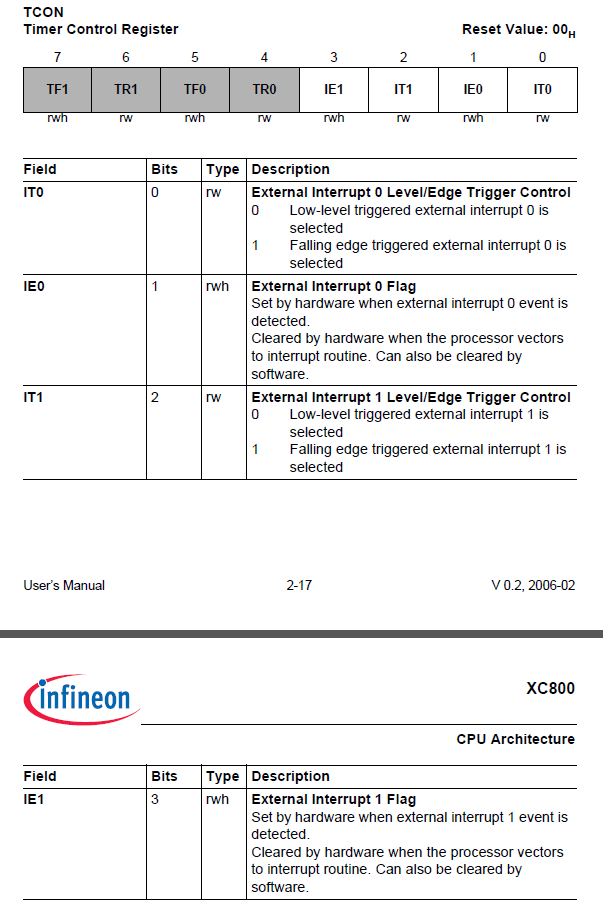 TCON
Timer Control Register Reset Value: 00H
7 6 5 4 3 2 1 0
TF1 TR1 TF0 TR0 IE1 IT1 IE0 IT0
rwh rw rwh rw rwh rw rwh rw
Field Bits Type Description
IT0 0 rw External Interrupt 0 Level/Edge Trigger Control
0 Low-level triggered external interrupt 0 is
selected
1 Falling edge triggered external interrupt 0 is
selected
IE0 1 rwh External Interrupt 0 Flag
Set by hardware when external interrupt 0 event is
detected.
Cleared by hardware when the processor vectors
to interrupt routine. Can also be cleared by
software.
IT1 2 rw External Interrupt 1 Level/Edge Trigger Control
0 Low-level triggered external interrupt 1 is
selected
1 Falling edge triggered external interrupt 1 is
selected
User's Manual 2-17 V 0.2, 2006-02
infineon
XC800
CPU Architecture
Field Bits Type Description
IE1 3 rwh External Interrupt 1 Flag
Set by hardware when external interrupt 1 event is
detected.
Cleared by hardware when the processor vectors
to interrupt routine. Can also be cleared by
software.